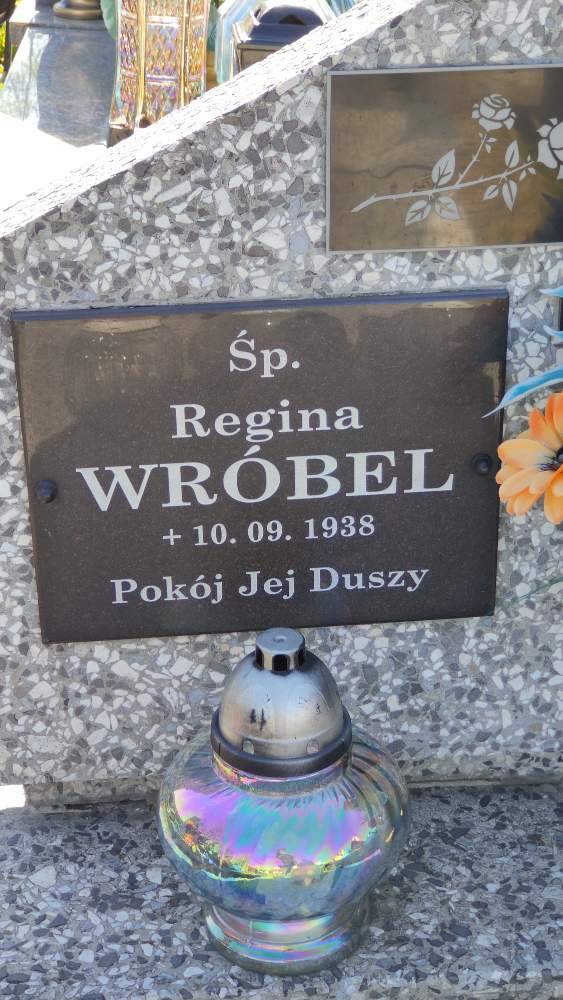 Śp.
Regina
WRÓBEL
+ 10. 09. 1938
Pokój Jej Duszy